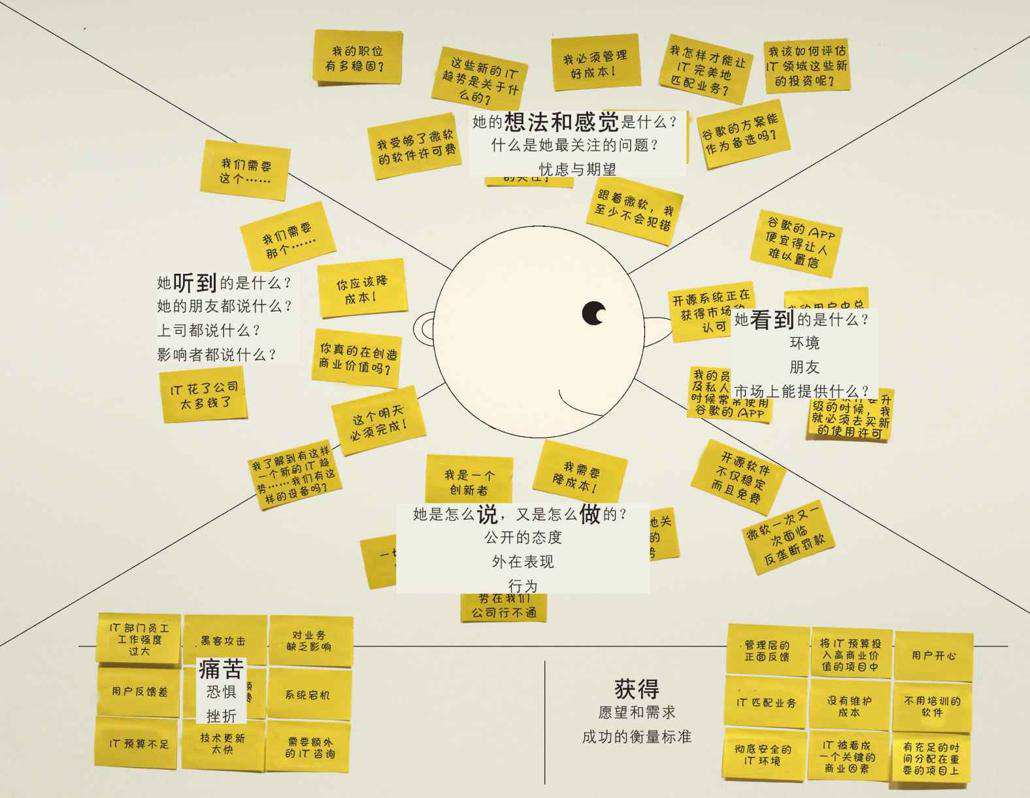 我的职位
有多稳固?
这些新的IT
趋势是关于什
么的?
我必须管理
好成本!
我怎样才能让
IT完美地
匹配业务?
我该如何评估
IT领域这些新
的投资呢?
我受够了微软
的软件许可费
她的想法和感觉是什么?
什么是她最关注的问题?
忧虑与期望
谷歌的方案能
作为备选吗?
跟着微软，我
至少不会犯错
我们需要
这个……
我们需要
那个……
你应该降
成本!
她听到的是什么?
她的朋友都说什么?
上司都说什么?
影响者都说什么?
你真的在创造
商业价值吗?
IT花了公司
太多钱了
这个明天
必须完成!
我了解到有这样
一个新的IT趋
势……我们有这
样的设备吗?
谷歌的APP
便宜得让人
难以置信
开源系统正在
获得市场的
认可
她看到的是什么?
环境
朋友
市场上能提供什么?
我的员
及私人
时候常常使用
谷歌的APP
级的时候，我
就必须去买新
的使用许可
开源软件
不仅稳定
而且免费
微软一次又一
次面临
反垄断罚款
我是一个
创新者
我需要
降成本!
她是怎么说，又是怎么做的?
公开的态度
外在表现
行为
势在我们
公司行不通
IT部门员工
工作强度
过大
黑客攻击
对业务
缺乏影响
用户反馈差
系统宕机
IT预算不足
技术更新
太快
需要额外
的IT咨询
痛苦
恐惧
挫折
获得
愿望和需求
成功的衡量标准
管理层的
正面反馈
将IT预算投
入高商业价
值的项目中
用户开心
IT匹配业务
没有维护
成本
不用培训的
软件
彻底安全的
IT环境
IT被看成
一个关键的
商业因素
有充足的时
间分配在重
要的项目上